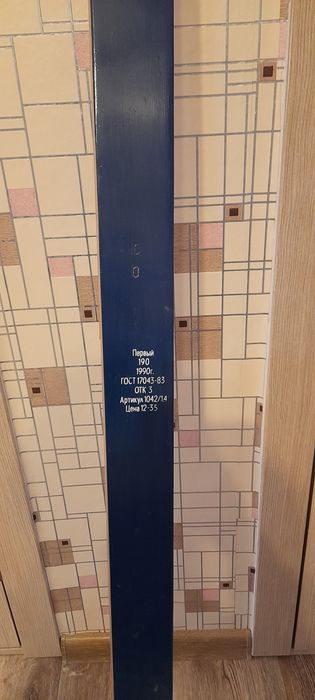 Первый
190
1990г.
ГОСТ 17043-83
ОТК 3
Артикул 1042/14
Цена 12-35